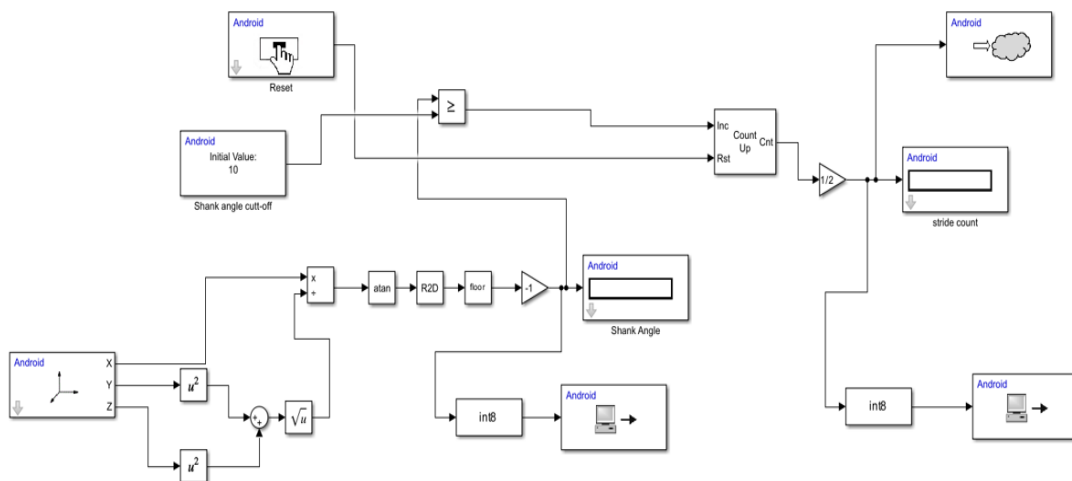 Android
Reset
Android
Initial Value:
10
Shank angle cutt-off
≥
Inc
Rst
Count
Up
Cnt
1/2
Android
Android
stride count
x
÷
atan
R2D
floor
-1
Android
Shank Angle
Android
X
Y
Z
u²
u²
+
+
√u
int8
Android
int8
Android